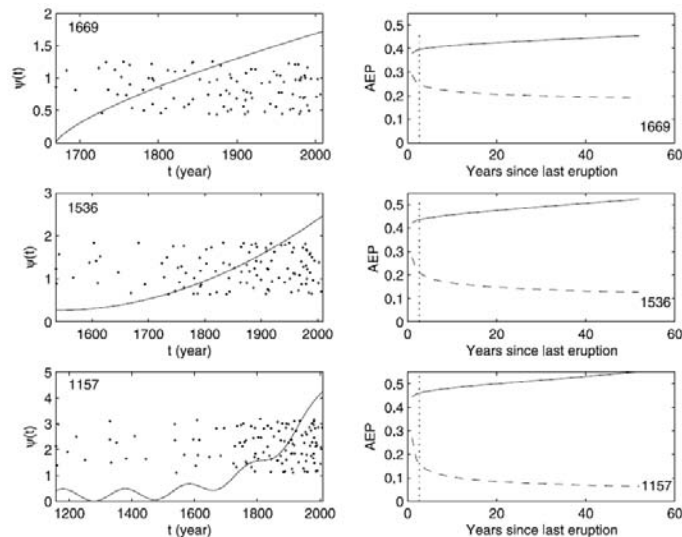 1669
2
1.5
1
0.5
0
ψ(t)
1700 1800 1900 2000
t (year)
0.5
0.4
0.3
0.2
0.1
0
AEP
1669
0 20 40 60
Years since last eruption
1536
3
2
1
0
ψ(t)
1600 1700 1800 1900 2000
t (year)
0.5
0.4
0.3
0.2
0.1
0
AEP
1536
0 20 40 60
Years since last eruption
1157
5
4
3
2
1
0
ψ(t)
1200 1400 1600 1800 2000
t (year)
0.5
0.4
0.3
0.2
0.1
0
AEP
1157
0 20 40 60
Years since last eruption